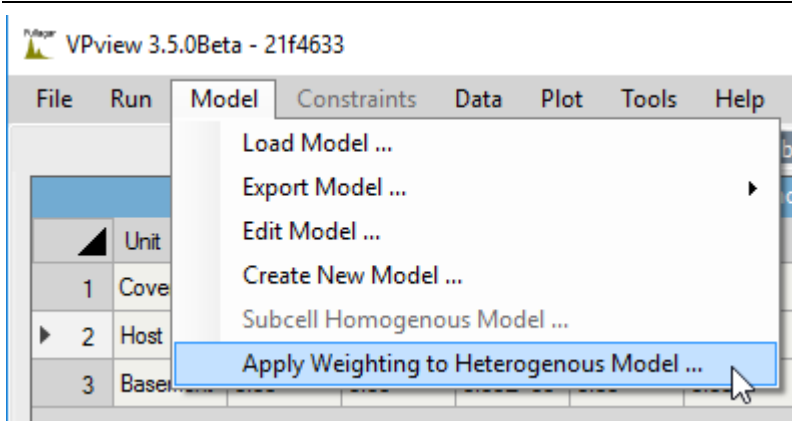 VPview 3.5.0Beta - 21f4633
File Run Model Constraints Data Plot Tools Help
Load Model ...
Export Model ...
Edit Model ...
Unit
Create New Model ...
1
Subcell Homogenous Model ...
2 Host
Apply Weighting to Heterogenous Model ...
3